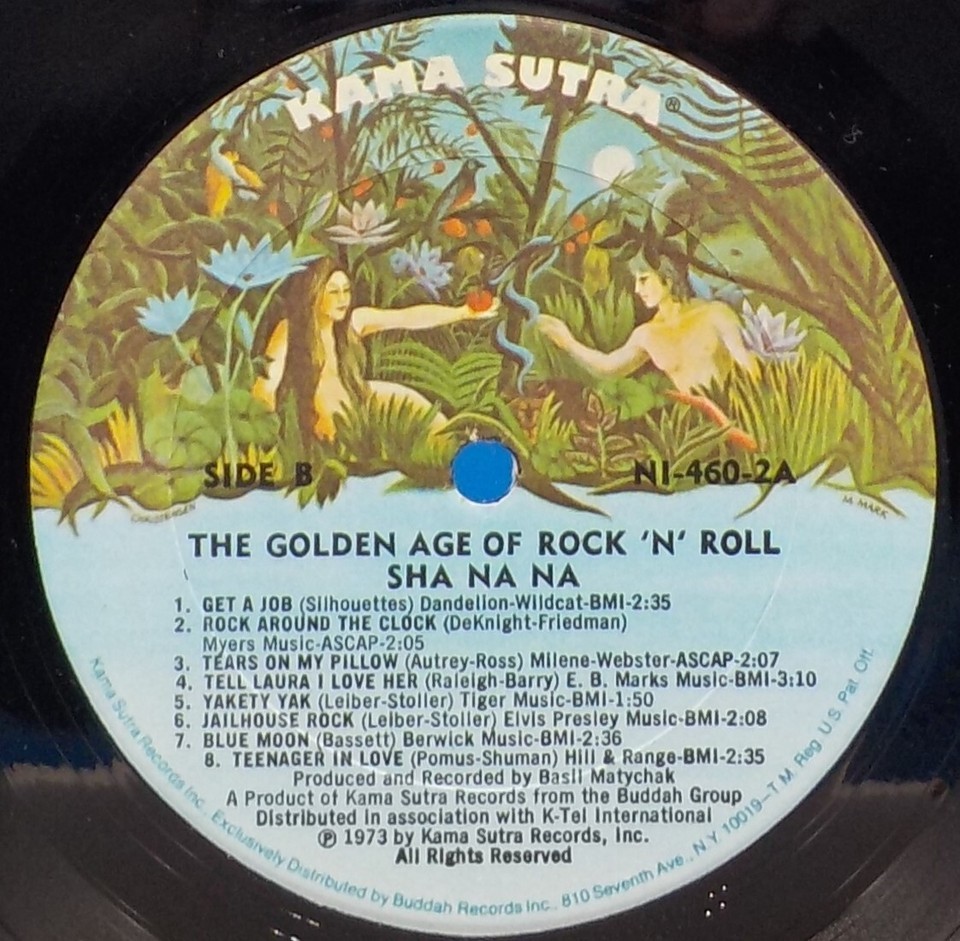 KAMA SUTRA®
SIDE B
NI-460-2A
CHRISTENSEN
JA. MARK
THE GOLDEN AGE OF ROCK 'N' ROLL
SHA NA NA
1. GET A JOB (Silhouettes) Dandelion-Wildcat-BMI-2:35
2. ROCK AROUND THE CLOCK (DeKnight-Friedman)
Myers Music-ASCAP-2:05
3. TEARS ON MY PILLOW (Autrey-Ross) Milene-Webster-ASCAP-2:07
4. TELL LAURA I LOVE HER (Raleigh-Barry) E. B. Marks Music-BMI-3:10
5. YAKETY YAK (Leiber-Stoller) Tiger Music-BMI-1:50
6. JAILHOUSE ROCK (Leiber-Stoller) Elvis Presley Music-BMI-2:08
7. BLUE MOON (Bassett) Berwick Music-BMI-2:36
8. TEENAGER IN LOVE (Pomus-Shuman) Hill & Range-BMI-2:35
Produced and Recorded by Basil Matychak
A Product of Kama Sutra Records from the Buddah Group
Distributed in association with K-Tel International
℗ 1973 by Kama Sutra Records, Inc.
All Rights Reserved
Kama Sutra Records Inc., Exclusively Distributed by Buddah Records Inc., 810 Seventh Ave., N.Y. 10019—T.M. Reg. U.S. Pat. Off.